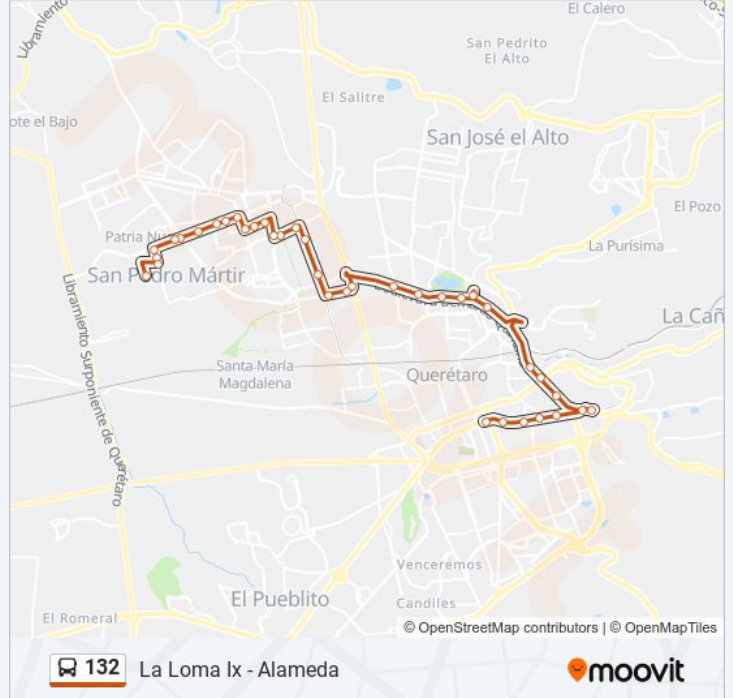 Libramiento
El Calero
San Pedrito
El Alto
El Salitre
ote el Bajo
San José el Alto
El Pozo
Patria Nu
La Purísima
San Pedro Mártir
La Cañ
Libramiento Surponiente de Querétaro
Santa María
Magdalena
Querétaro
Venceremos
El Pueblito
Candiles
El Romeral
© OpenStreetMap contributors | © OpenMapTiles
132 La Loma Ix - Alameda
moovit